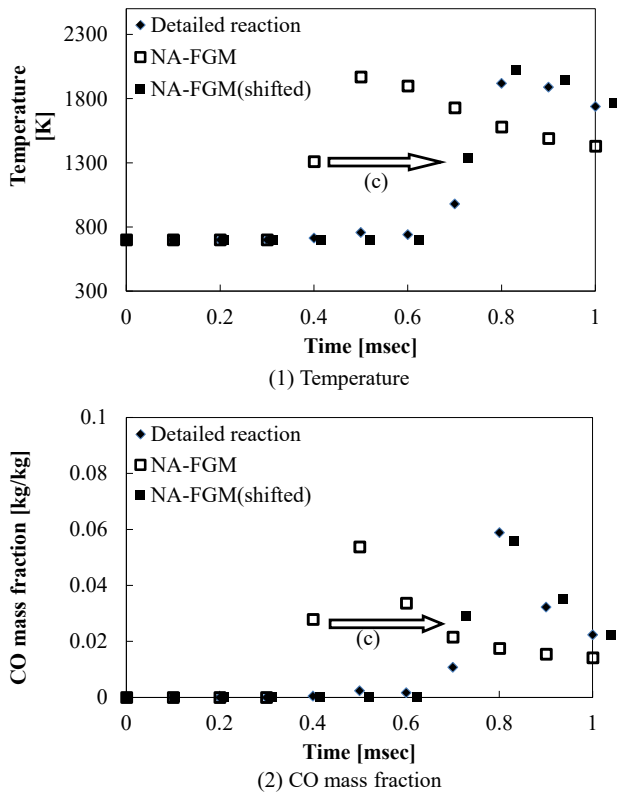 2300
1800
1300
800
300
Temperature
[K]
Detailed reaction
NA-FGM
NA-FGM(shifted)
(c)
0 0.2 0.4 0.6 0.8 1
Time [msec]
(1) Temperature
0.1
0.08
0.06
0.04
0.02
0
CO mass fraction [kg/kg]
Detailed reaction
NA-FGM
NA-FGM(shifted)
(c)
0 0.2 0.4 0.6 0.8 1
Time [msec]
(2) CO mass fraction